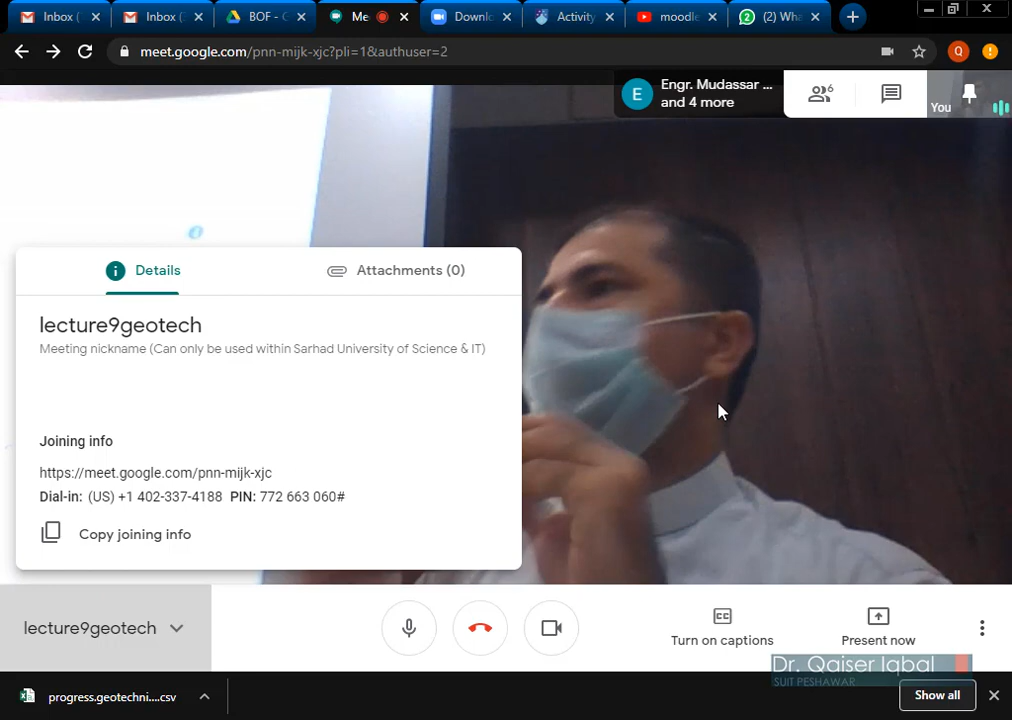 Inbox (
Inbox (
BOF - G
Me
Downl
Activity
moodle
(2) Wha
meet.google.com/pnn-mijk-xjc?pli=1&authuser=2
Q
E
Engr. Mudassar ...
and 4 more
6
You
Details
Attachments (0)
lecture9geotech
Meeting nickname (Can only be used within Sarhad University of Science & IT)
Joining info
https://meet.google.com/pnn-mijk-xjc
Dial-in: (US) +1 402-337-4188 PIN: 772 663 060#
Copy joining info
lecture9geotech
CC
Turn on captions
Present now
Dr. Qaiser Iqbal
SUIT PESHAWAR
progress.geotechni....csv
Show all